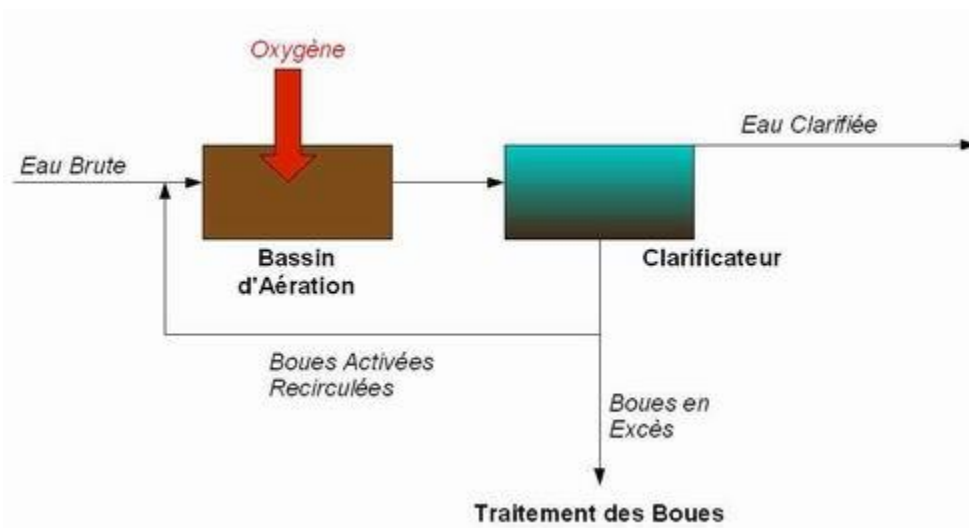 Oxygène
Eau Clarifiée
Eau Brute
Bassin
d'Aération
Clarificateur
Boues Activées
Recirculées
Boues en
Excès
Traitement des Boues